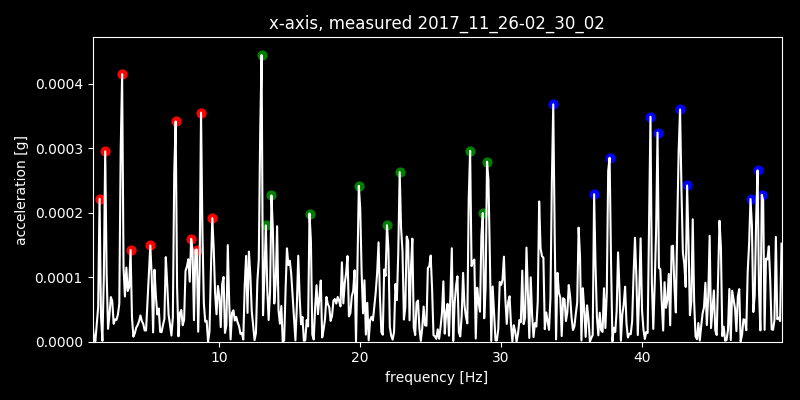 x-axis, measured 2017_11_26-02_30_02
acceleration [g]
0.0004
0.0003
0.0002
0.0001
0.0000
10 20 30 40
frequency [Hz]